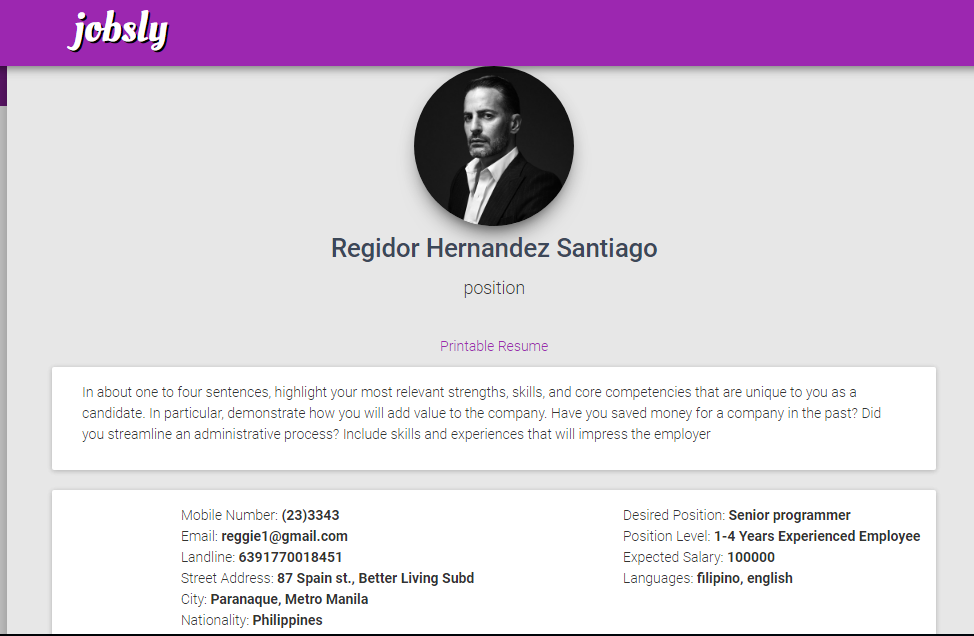 jobsly
Regidor Hernandez Santiago
position
Printable Resume
In about one to four sentences, highlight your most relevant strengths, skills, and core competencies that are unique to you as a
candidate. In particular, demonstrate how you will add value to the company. Have you saved money for a company in the past? Did
you streamline an administrative process? Include skills and experiences that will impress the employer
Mobile Number: (23)3343
Email: reggie1@gmail.com
Landline: 6391770018451
Street Address: 87 Spain st., Better Living Subd
City: Paranaque, Metro Manila
Nationality: Philippines
Desired Position: Senior programmer
Position Level: 1-4 Years Experienced Employee
Expected Salary: 100000
Languages: filipino, english